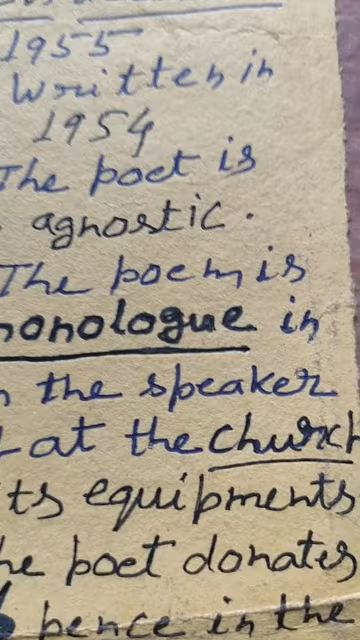 1955
Written in
1954
The poet is
agnostic.
The poem is
monologue in
the speaker
at the church
its equipments
he poet donates
pence in the